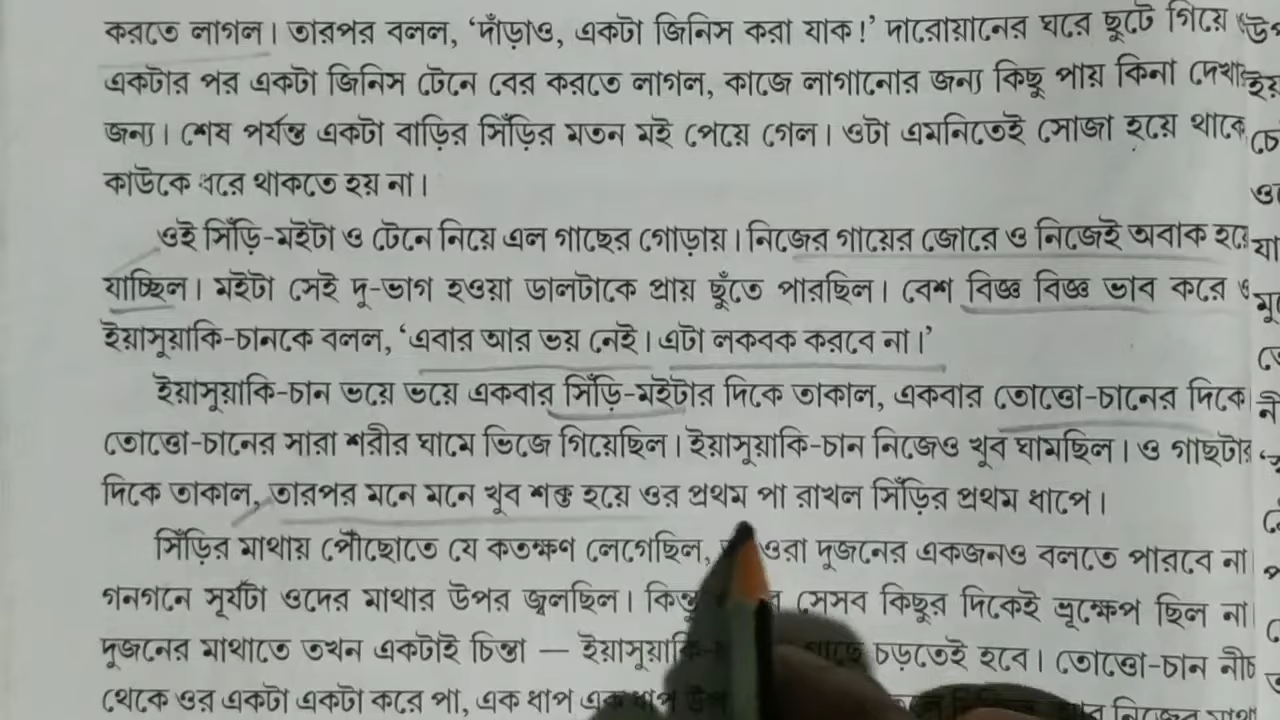 করতে লাগল। তারপর বলল, ‘দাঁড়াও, একটা জিনিস করা যাক!’ দারোয়ানের ঘরে ছুটে গিয়ে
একটার পর একটা জিনিস টেনে বের করতে লাগল, কাজে লাগানোর জন্য কিছু পায় কিনা দেখার
জন্য। শেষ পর্যন্ত একটা বাড়ির সিঁড়ির মতন মই পেয়ে গেল। ওটা এমনিতেই সোজা হয়ে থাকে
কাউকে ধরে থাকতে হয় না।
ওই সিঁড়ি-মইটা ও টেনে নিয়ে এল গাছের গোড়ায়। নিজের গায়ের জোরে ও নিজেই অবাক হয়ে
যাচ্ছিল। মইটা সেই দু-ভাগ হওয়া ডালটাকে প্রায় ছুঁতে পারছিল। বেশ বিজ্ঞ বিজ্ঞ ভাব করে ও
ইয়াসুয়াকি-চানকে বলল, ‘এবার আর ভয় নেই। এটা লকবক করবে না।’
ইয়াসুয়াকি-চান ভয়ে ভয়ে একবার সিঁড়ি-মইটার দিকে তাকাল, একবার তোত্তো-চানের দিকে
তোত্তো-চানের সারা শরীর ঘামে ভিজে গিয়েছিল। ইয়াসুয়াকি-চান নিজেও খুব ঘামছিল। ও গাছটার
দিকে তাকাল, তারপর মনে মনে খুব শক্ত হয়ে ওর প্রথম পা রাখল সিঁড়ির প্রথম ধাপে।
সিঁড়ির মাথায় পৌঁছোতে যে কতক্ষণ লেগেছিল, ওরা দুজনের একজনও বলতে পারবে না
গনগনে সূর্যটা ওদের মাথার উপর জ্বলছিল। সেসব কিছুর দিকেই ভ্রূক্ষেপ ছিল না
দুজনের মাথাতে তখন একটাই চিন্তা — চড়তেই হবে। তোত্তো-চান নীচ
থেকে ওর একটা একটা করে পা, এক ধাপ এক ধাপ